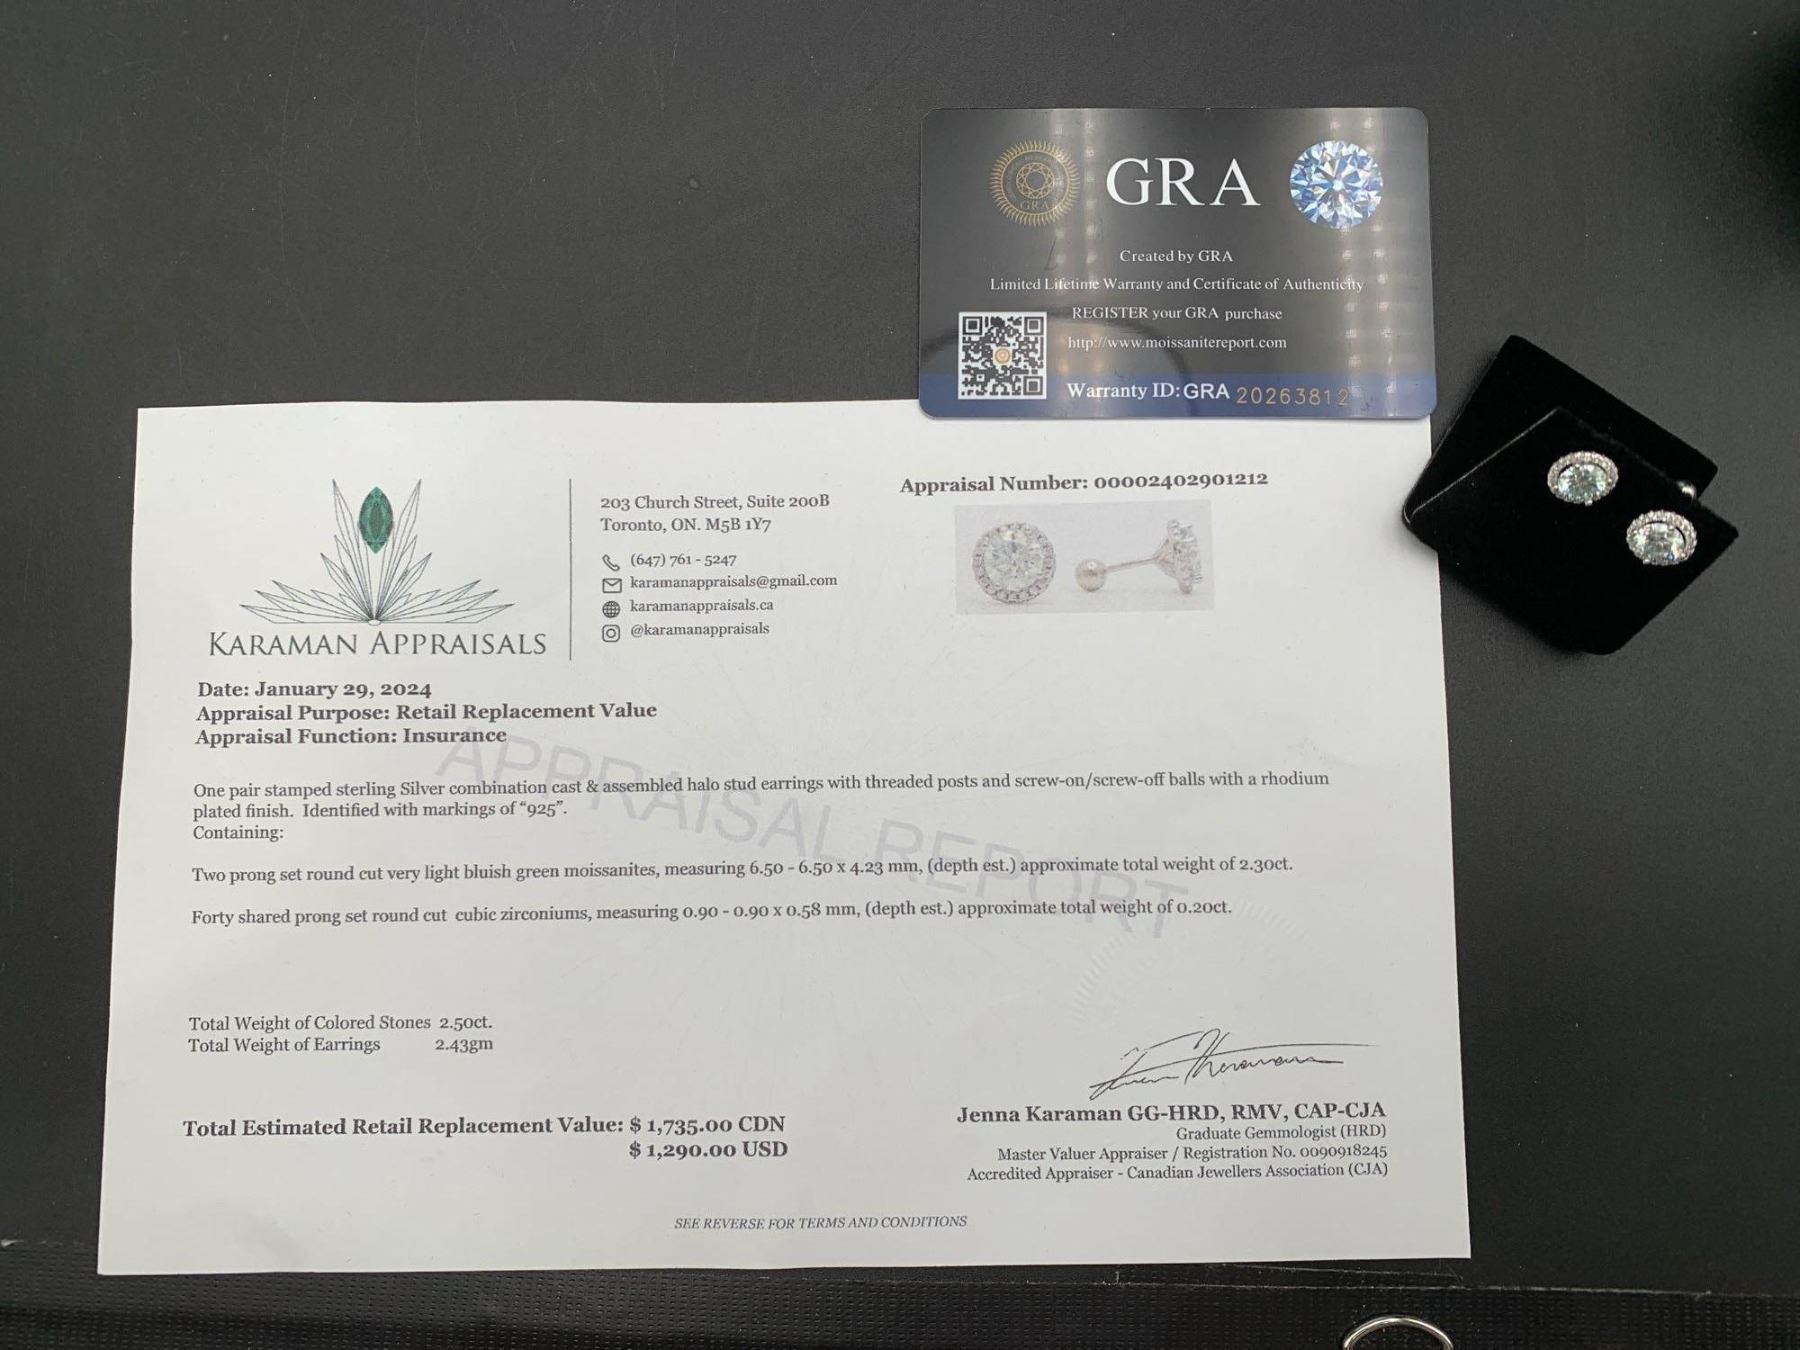 GRA
GRA
Created by GRA
Limited Lifetime Warranty and Certificate of Authenticity
REGISTER your GRA purchase
http://www.moissanitereport.com
Warranty ID: GRA 20263812
KARAMAN APPRAISALS
203 Church Street, Suite 200B
Toronto, ON. M5B 1Y7
(647) 761 - 5247
karamanappraisals@gmail.com
karamanappraisals.ca
@karamanappraisals
Appraisal Number: 00002402901212
Date: January 29, 2024
Appraisal Purpose: Retail Replacement Value
Appraisal Function: Insurance
APPRAISAL REPORT
One pair stamped sterling Silver combination cast & assembled halo stud earrings with threaded posts and screw-on/screw-off balls with a rhodium
plated finish. Identified with markings of “925”.
Containing:
Two prong set round cut very light bluish green moissanites, measuring 6.50 - 6.50 x 4.23 mm, (depth est.) approximate total weight of 2.30ct.
Forty shared prong set round cut cubic zirconiums, measuring 0.90 - 0.90 x 0.58 mm, (depth est.) approximate total weight of 0.20ct.
Total Weight of Colored Stones 2.50ct.
Total Weight of Earrings 2.43gm
Total Estimated Retail Replacement Value: $ 1,735.00 CDN
$ 1,290.00 USD
Jenna Karaman GG-HRD, RMV, CAP-CJA
Graduate Gemmologist (HRD)
Master Valuer Appraiser / Registration No. 0090918245
Accredited Appraiser - Canadian Jewellers Association (CJA)
SEE REVERSE FOR TERMS AND CONDITIONS